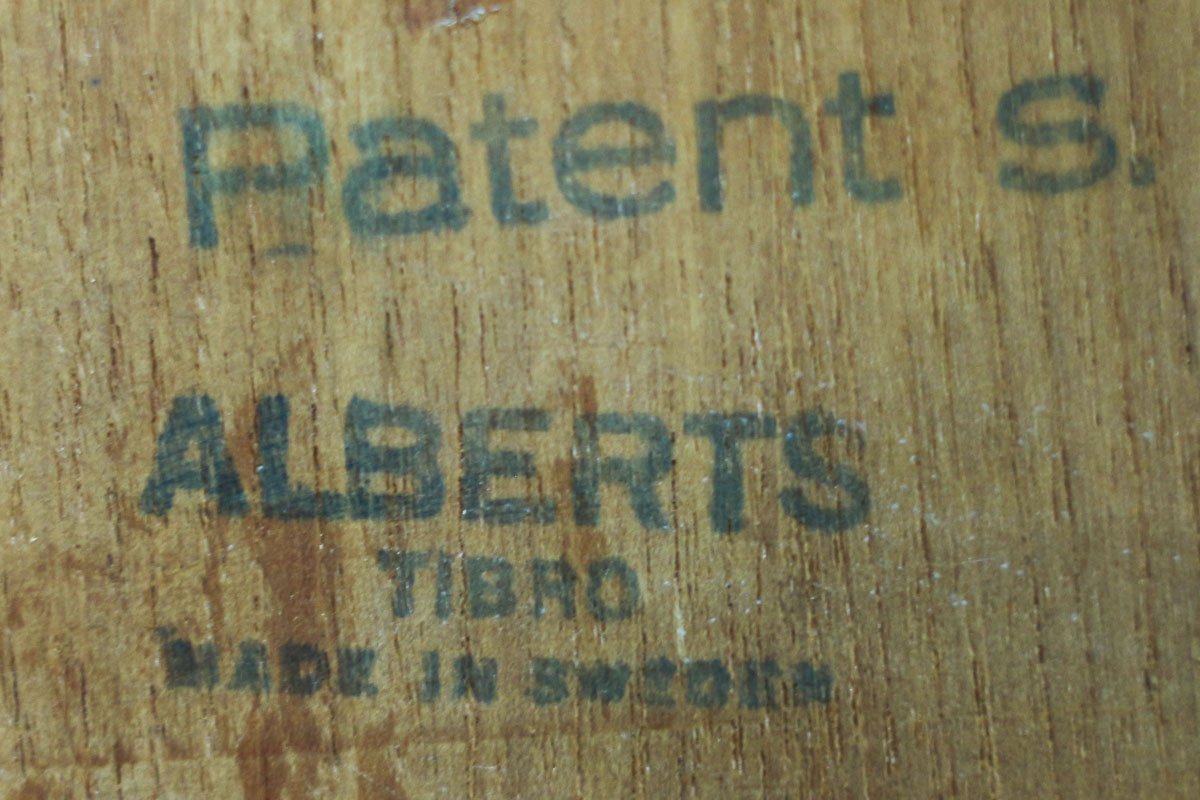 Patent s.
ALBERTS
TIBRO
MADE IN SWEDEN